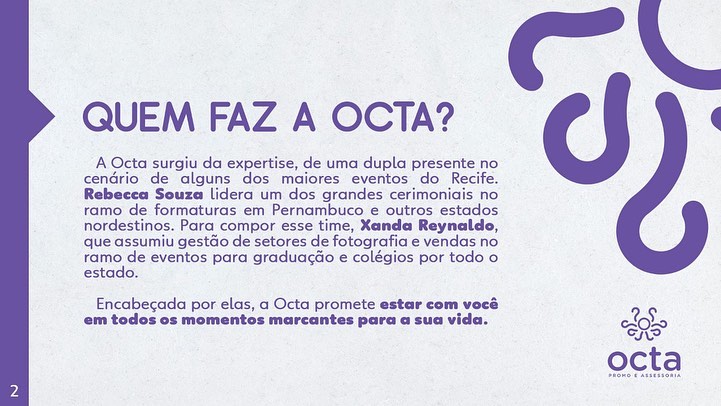 QUEM FAZ A OCTA?
A Octa surgiu da expertise, de uma dupla presente no
cenário de alguns dos maiores eventos do Recife.
Rebecca Souza lidera um dos grandes cerimoniais no
ramo de formaturas em Pernambuco e outros estados
nordestinos. Para compor esse time, Xanda Reynaldo,
que assumiu gestão de setores de fotografia e vendas no
ramo de eventos para graduação e colégios por todo o
estado.
Encabeçada por elas, a Octa promete estar com você
em todos os momentos marcantes para a sua vida.
octa
PROMO E ASSESSORIA
2